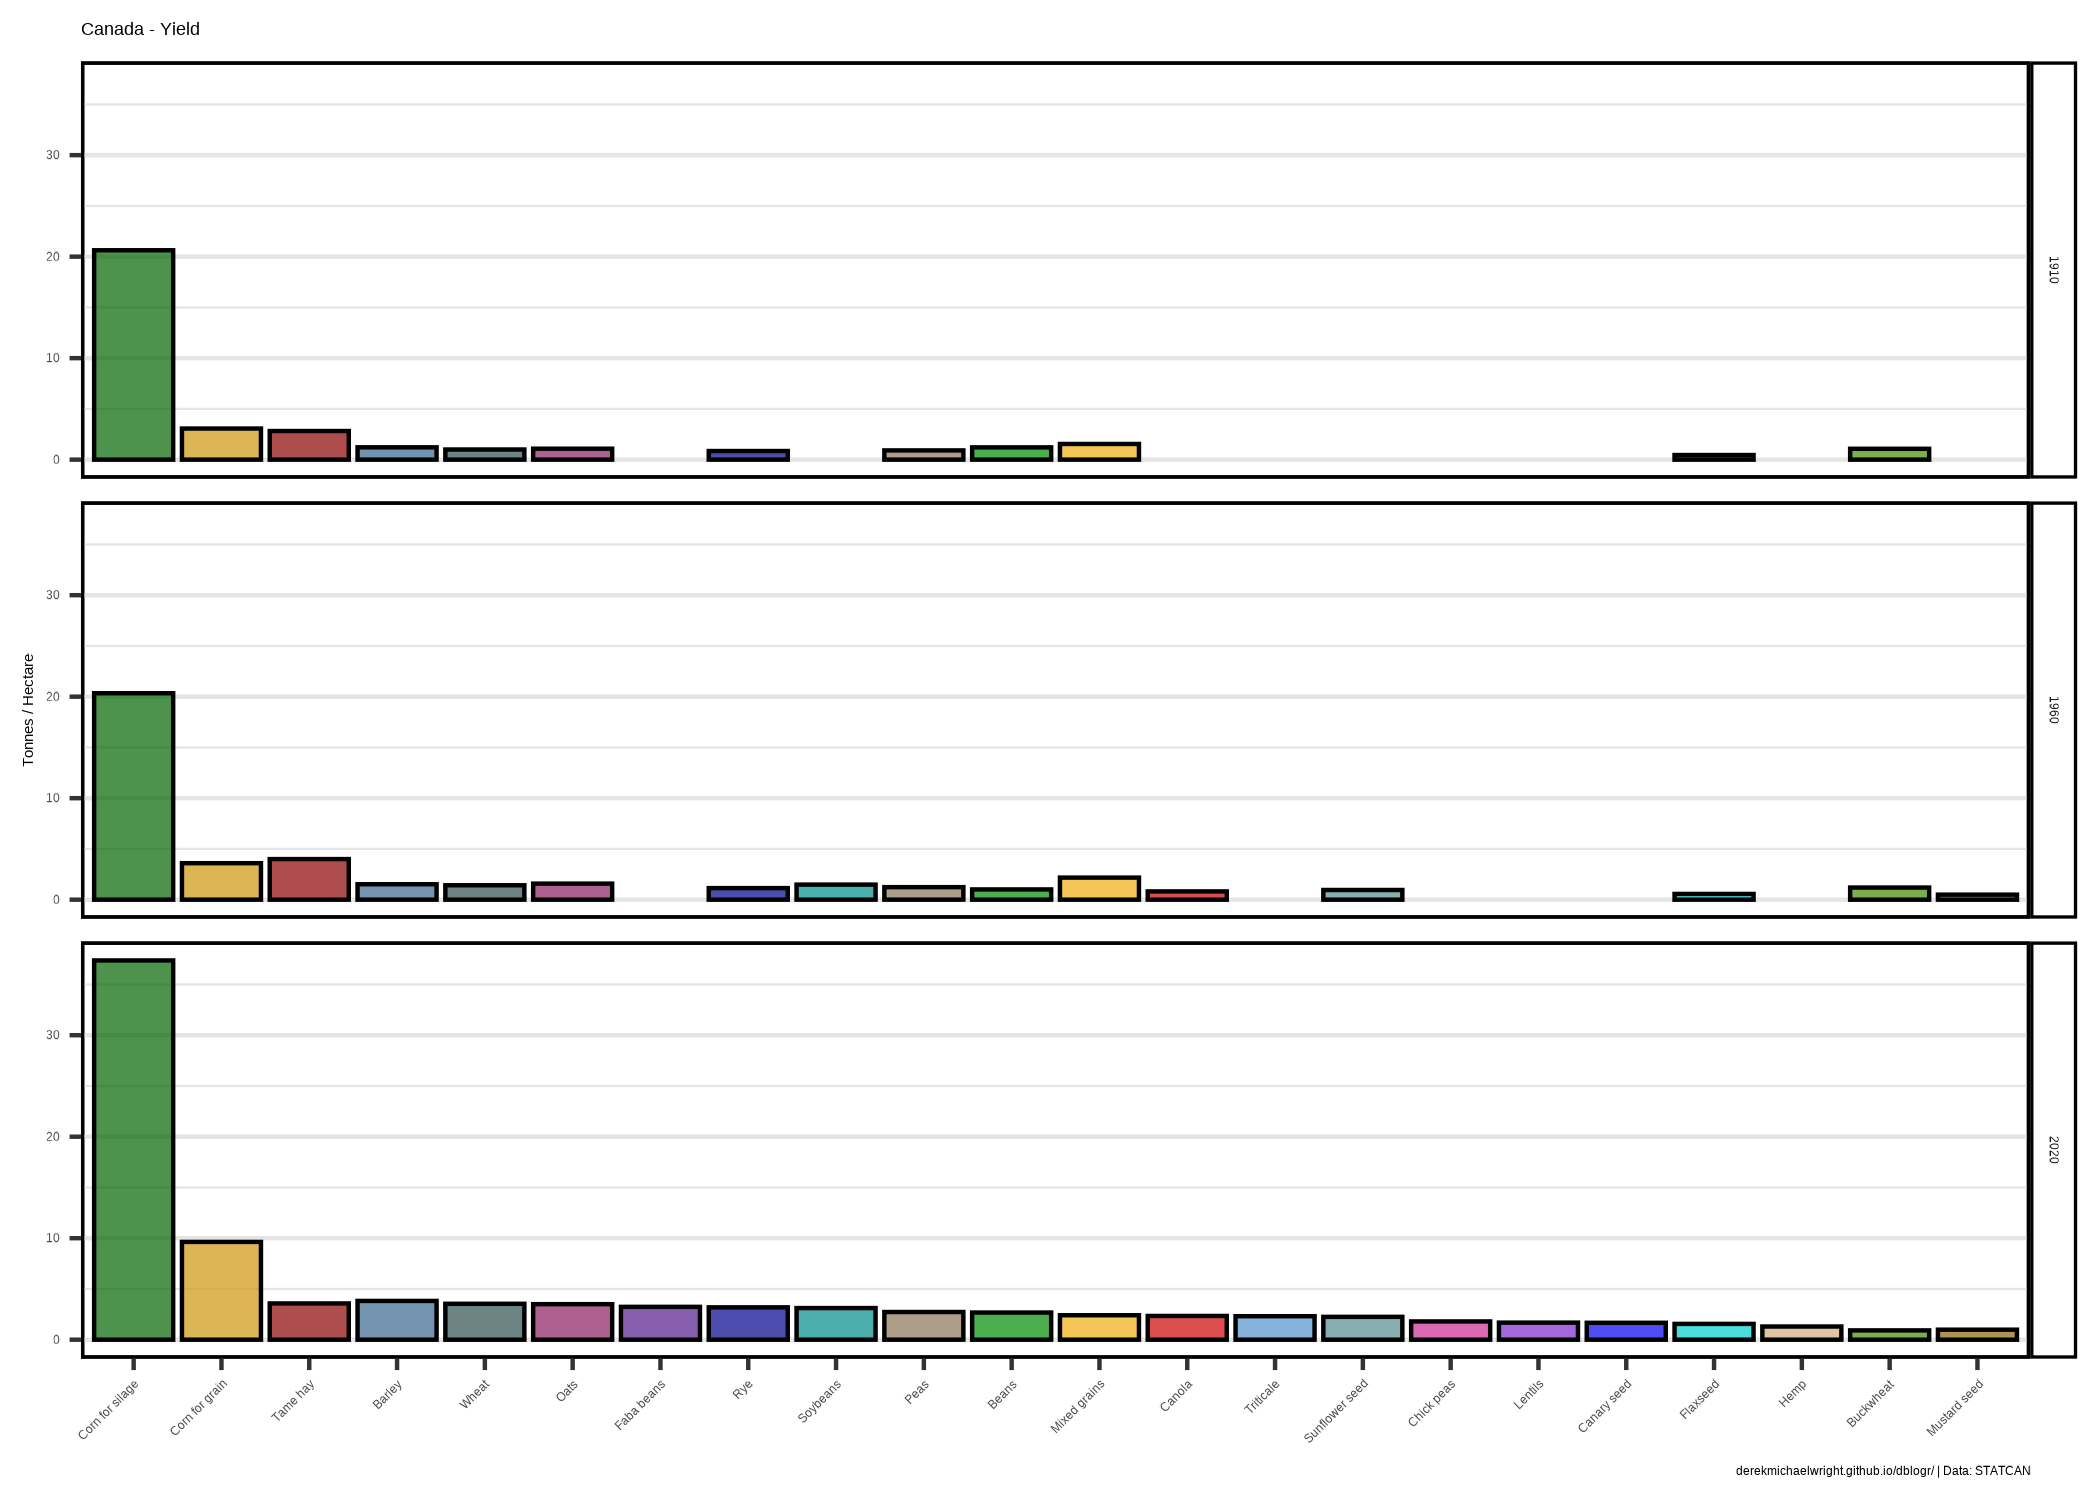 Canada - Yield
30
20
10
0
1910
Tonnes / Hectare
30
20
10
0
1960
30
20
10
0
2020
Corn for silage
Corn for grain
Tame hay
Barley
Wheat
Oats
Faba beans
Rye
Soybeans
Peas
Beans
Mixed grains
Canola
Triticale
Sunflower seed
Chick peas
Lentils
Canary seed
Flaxseed
Hemp
Buckwheat
Mustard seed
derekmichaelwright.github.io/dblogr/ | Data: STATCAN